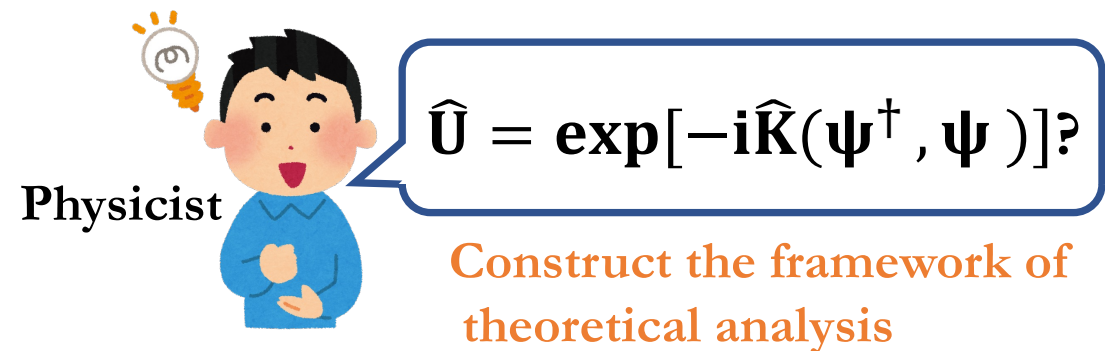 Û = exp[−iK̂(ψ†, ψ )]?
Physicist
Construct the framework of
theoretical analysis